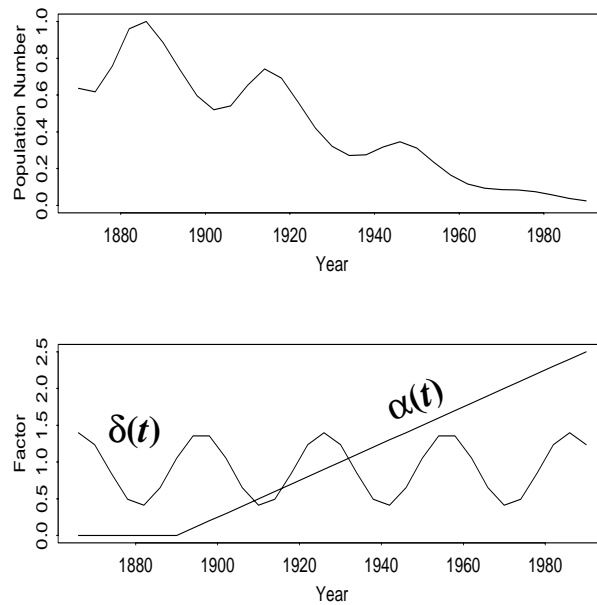 Population Number
0.0 0.2 0.4 0.6 0.8 1.0
1880 1900 1920 1940 1960 1980
Year
Factor
0.0 0.5 1.0 1.5 2.0 2.5
δ(t)
α(t)
1880 1900 1920 1940 1960 1980
Year